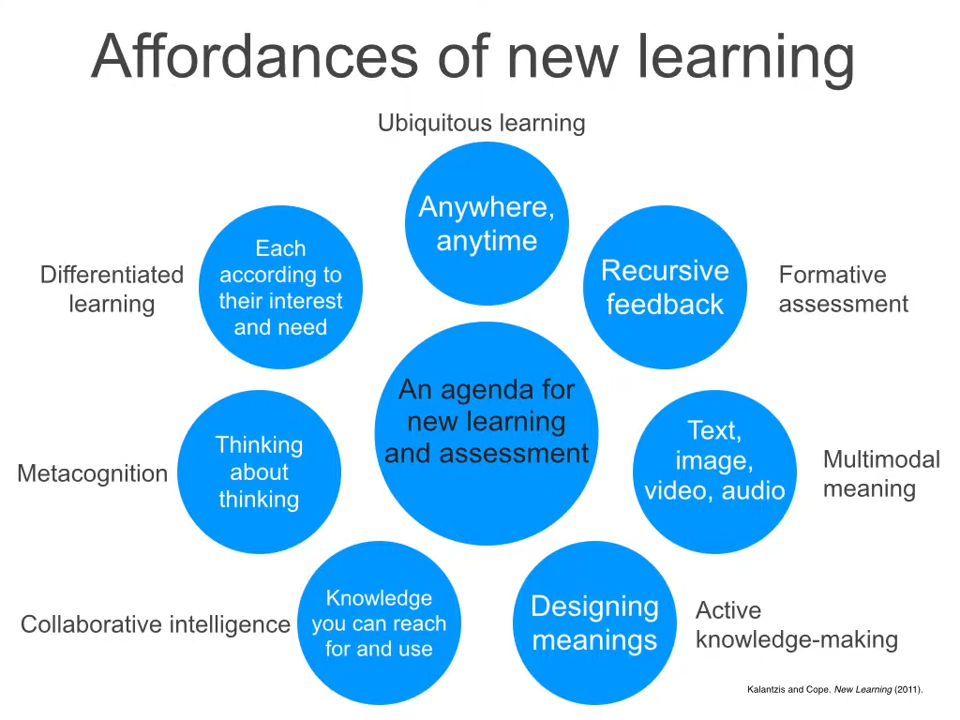 Affordances of new learning
Ubiquitous learning
Anywhere,
anytime
Recursive
feedback
Formative
assessment
Text,
image,
video, audio
Multimodal
meaning
Designing
meanings
Active
knowledge-making
Knowledge
you can reach
for and use
Collaborative intelligence
Thinking
about
thinking
Metacognition
Each
according to
their interest
and need
Differentiated
learning
An agenda for
new learning
and assessment
Kalantzis and Cope. New Learning (2011).